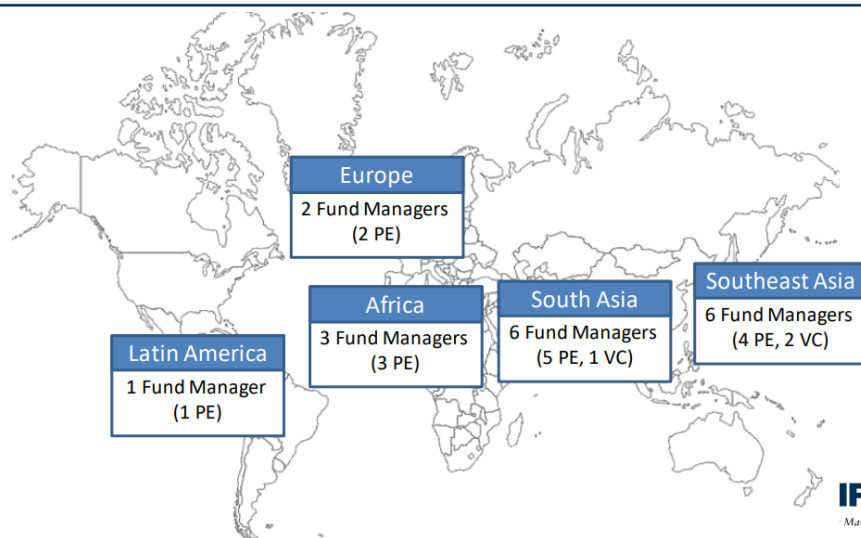 Europe
2 Fund Managers
(2 PE)
Africa
3 Fund Managers
(3 PE)
South Asia
6 Fund Managers
(5 PE, 1 VC)
Southeast Asia
6 Fund Managers
(4 PE, 2 VC)
Latin America
1 Fund Manager
(1 PE)